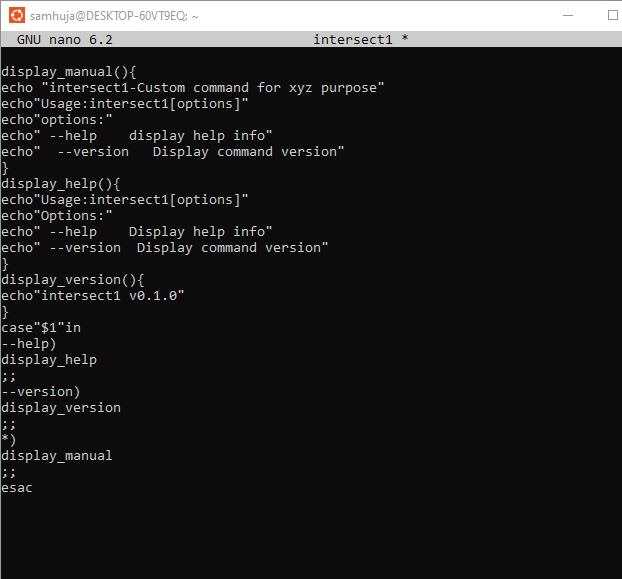 samhuja@DESKTOP-60VT9EQ: ~
GNU nano 6.2 intersect1 *
display_manual(){
echo "intersect1-Custom command for xyz purpose"
echo"Usage:intersect1[options]"
echo"options:"
echo" --help    display help info"
echo"  --version   Display command version"
}
display_help(){
echo"Usage:intersect1[options]"
echo"Options:"
echo" --help    Display help info"
echo" --version  Display command version"
}
display_version(){
echo"intersect1 v0.1.0"
}
case"$1"in
--help)
display_help
;;
--version)
display_version
;;
*)
display_manual
;;
esac